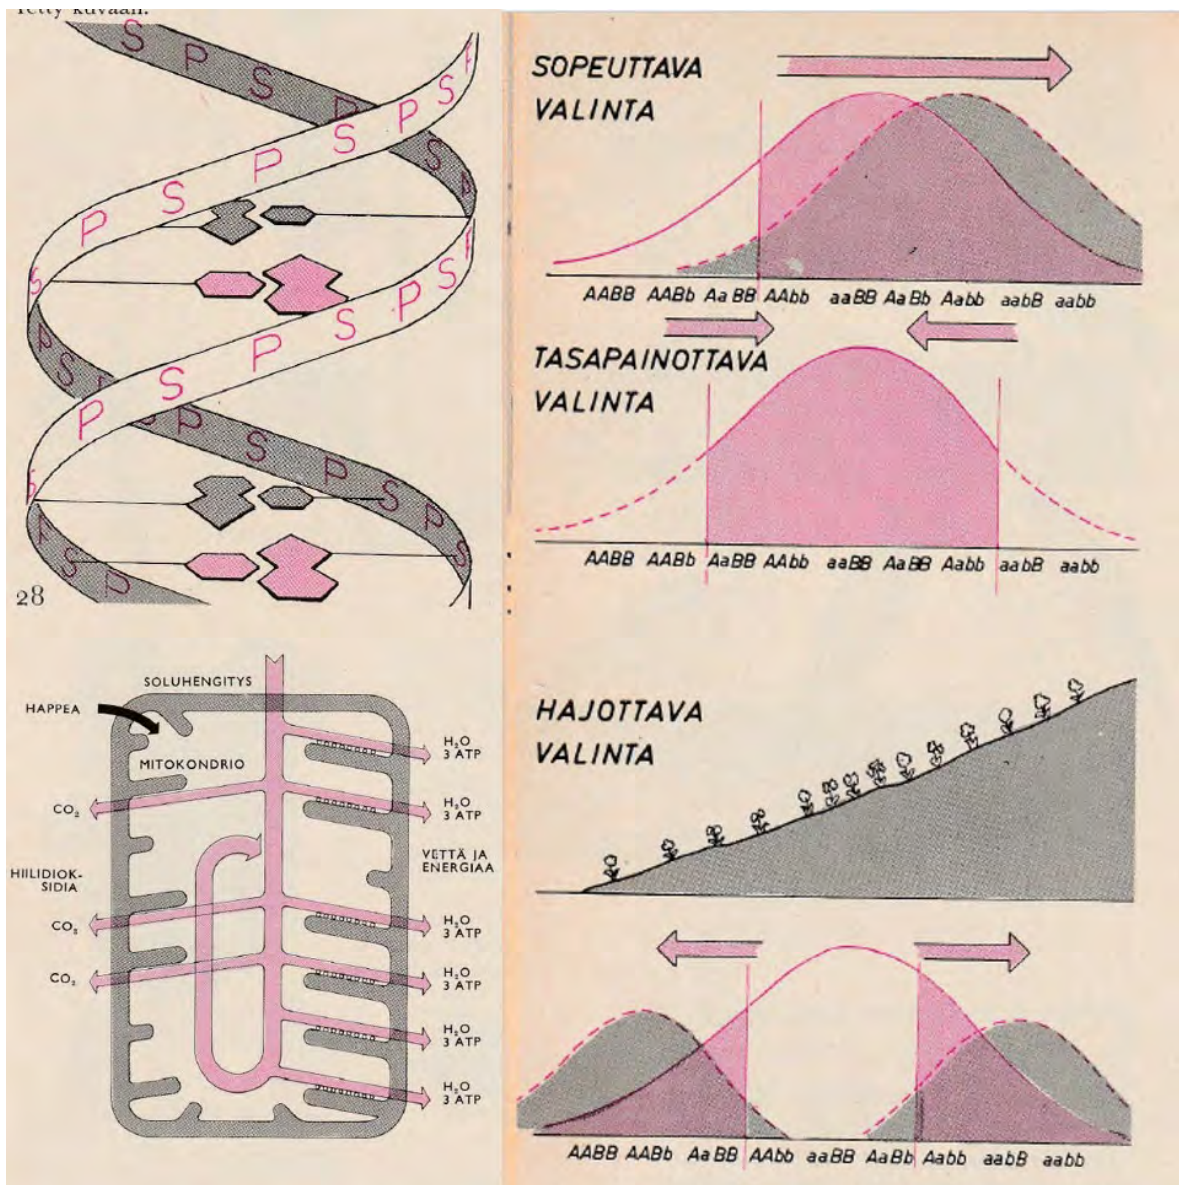 kuvaan.
S P S P S P
S P S P S P S P
S P S P S P S P
P S P S P S P S
P S P
28
SOPEUTTAVA
VALINTA
AABB AABb AaBB AAbb aaBB AaBb Aabb aabB aabb
TASAPAINOTTAVA
VALINTA
AABB AABb AaBB AAbb aaBB AaBB Aabb aabB aabb
SOLUHENGITYS
HAPPEA
MITOKONDRIO
CO₂
HIILIDIOK-
SIDIA
CO₂
CO₂
H₂O
3 ATP
H₂O
3 ATP
VETTÄ JA
ENERGIAA
H₂O
3 ATP
H₂O
3 ATP
H₂O
3 ATP
H₂O
3 ATP
HAJOTTAVA
VALINTA
AABB AABb AaBB AAbb aaBB AaBb Aabb aabB aabb